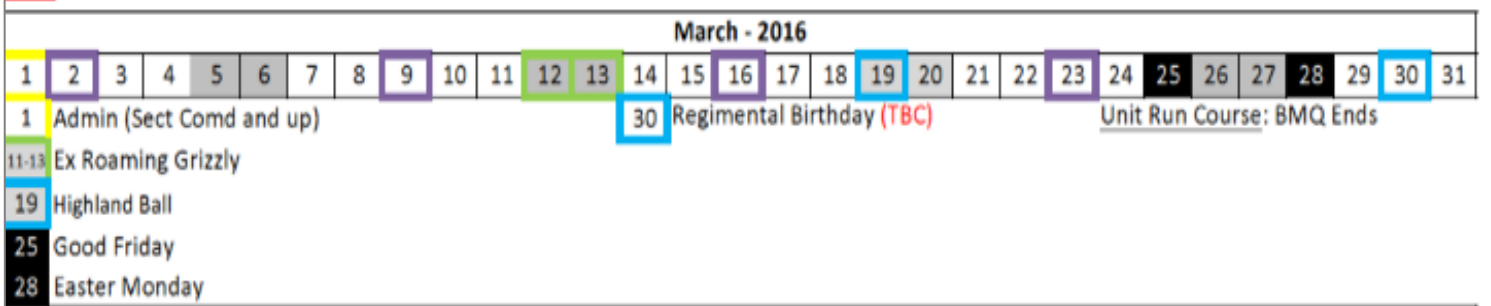 March - 2016
1 2 3 4 5 6 7 8 9 10 11 12 13 14 15 16 17 18 19 20 21 22 23 24 25 26 27 28 29 30 31
1 Admin (Sect Comd and up) 30 Regimental Birthday (TBC) Unit Run Course: BMQ Ends
11-13 Ex Roaming Grizzly
19 Highland Ball
25 Good Friday
28 Easter Monday